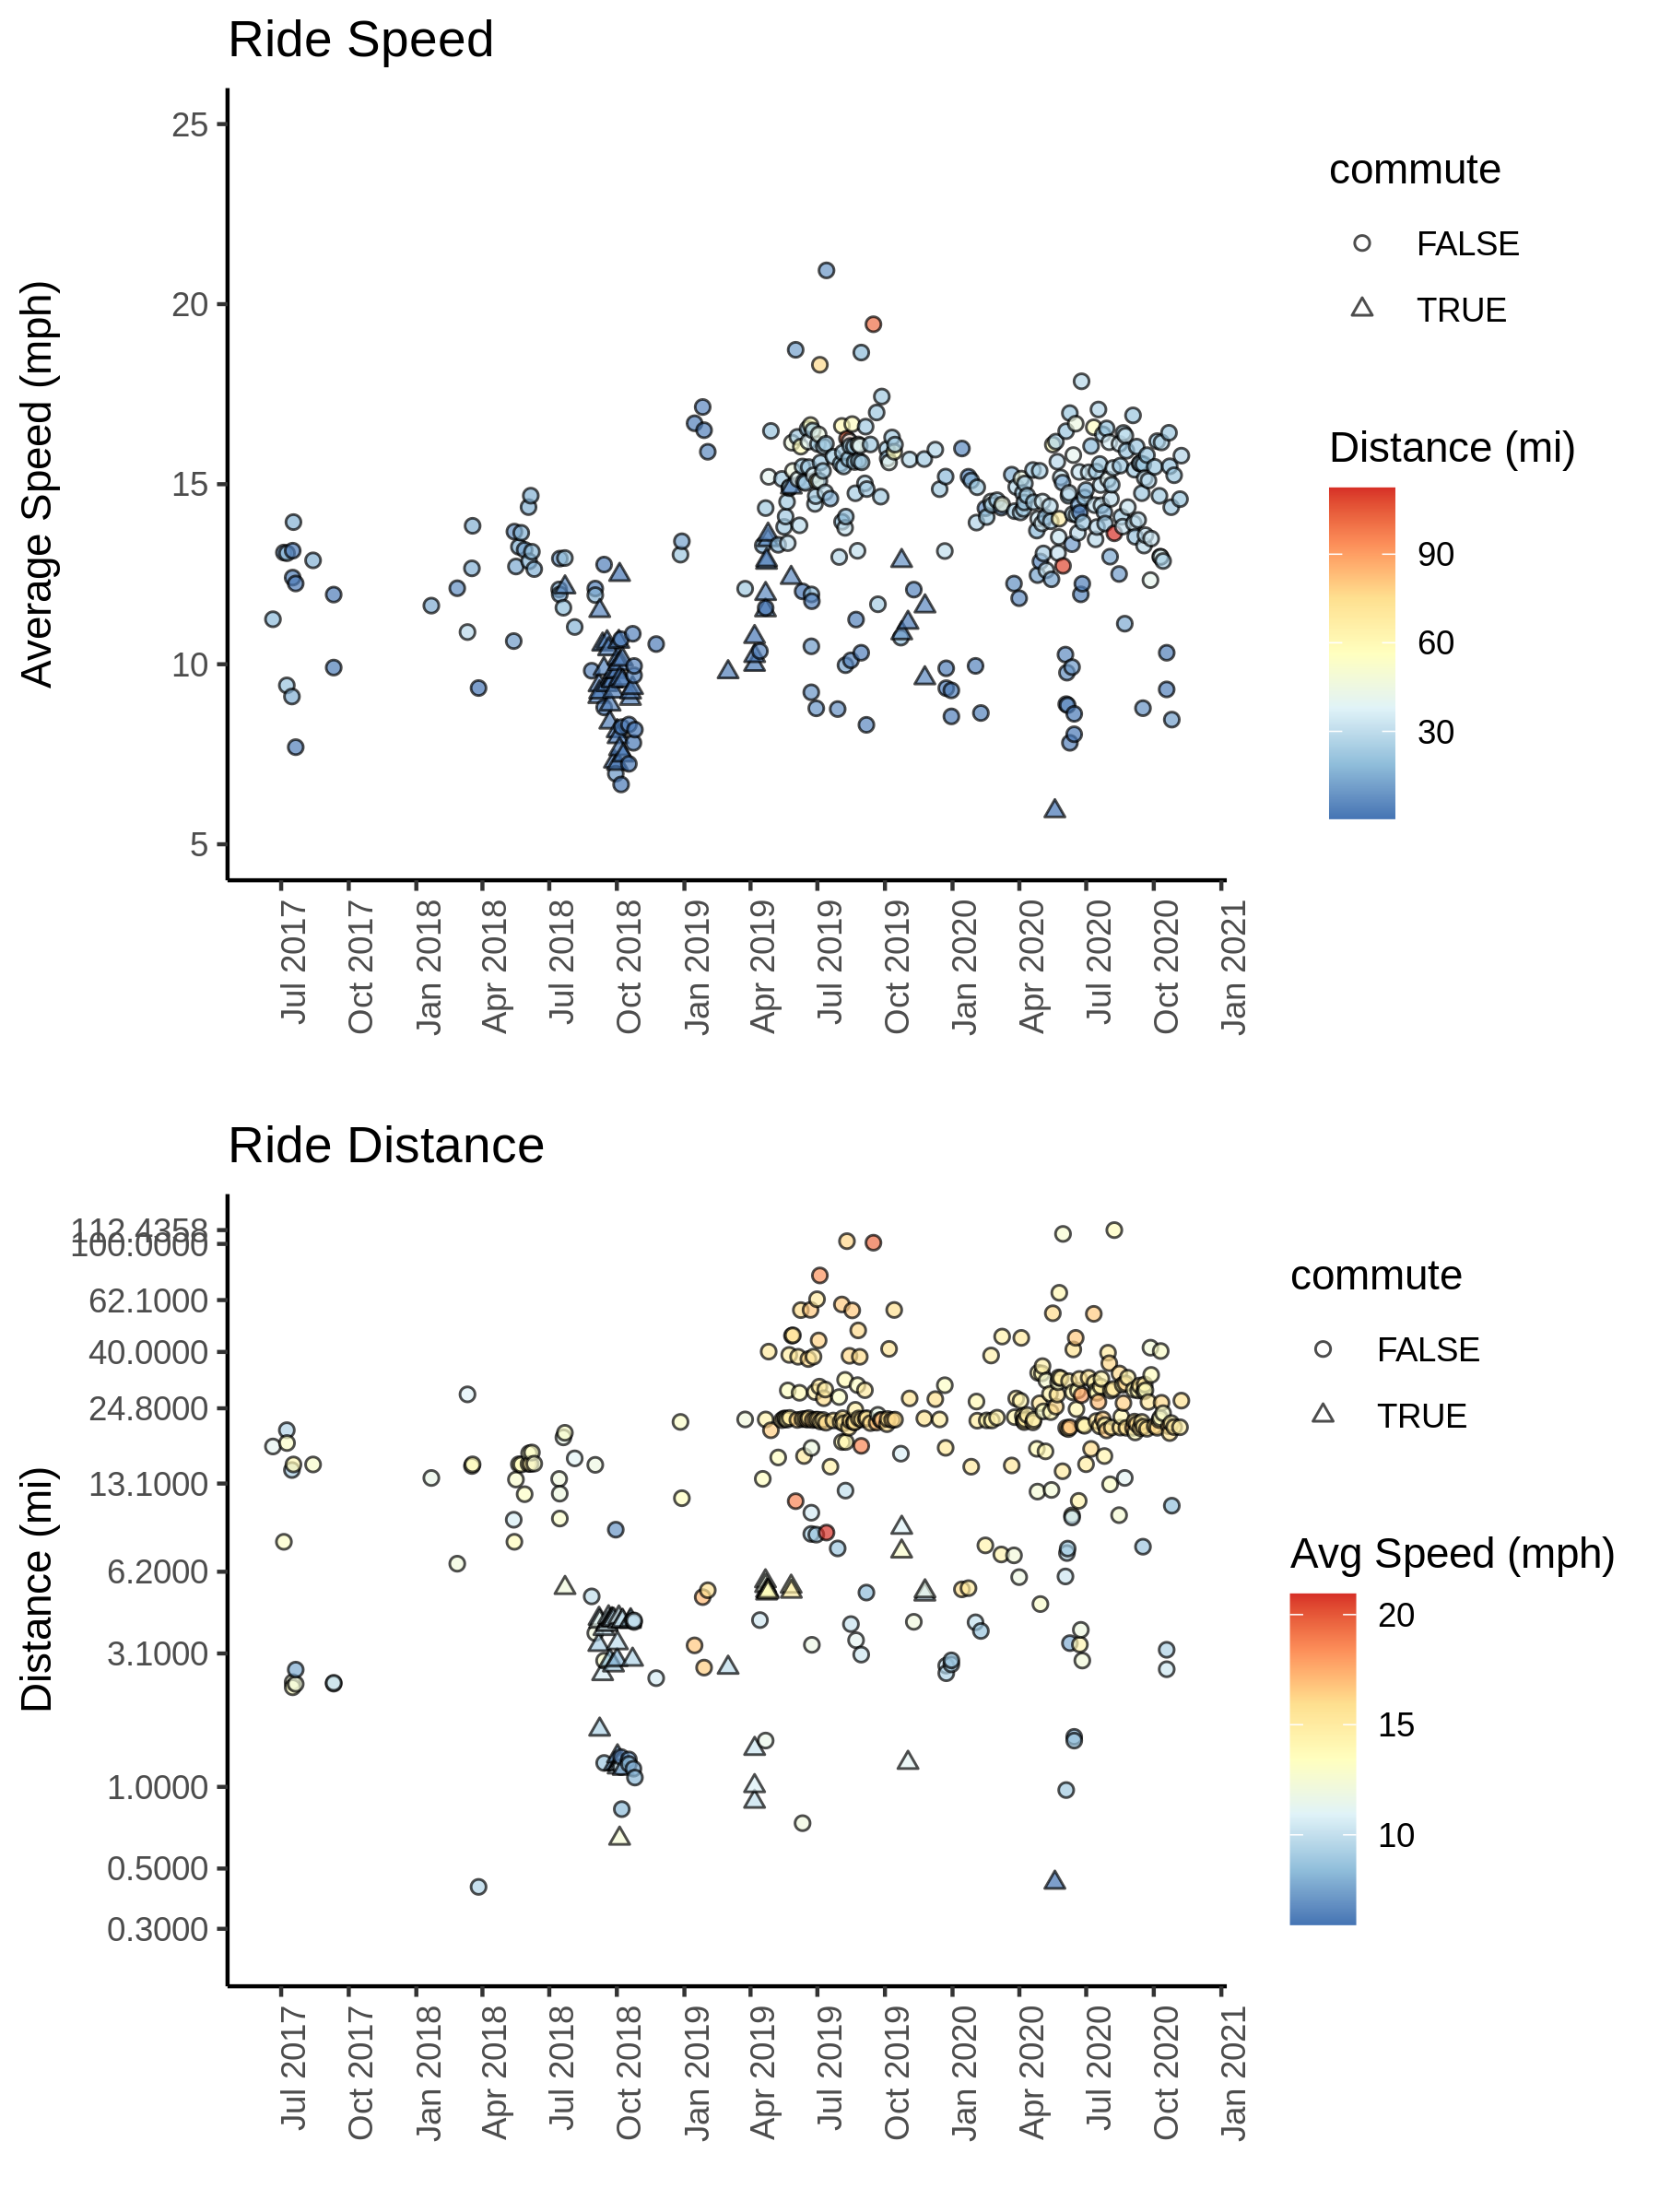 Ride Speed
Average Speed (mph)
25
20
15
10
5
Jul 2017
Oct 2017
Jan 2018
Apr 2018
Jul 2018
Oct 2018
Jan 2019
Apr 2019
Jul 2019
Oct 2019
Jan 2020
Apr 2020
Jul 2020
Oct 2020
Jan 2021
commute
FALSE
TRUE
Distance (mi)
90
60
30
Ride Distance
Distance (mi)
112.4358
100.0000
62.1000
40.0000
24.8000
13.1000
6.2000
3.1000
1.0000
0.5000
0.3000
Jul 2017
Oct 2017
Jan 2018
Apr 2018
Jul 2018
Oct 2018
Jan 2019
Apr 2019
Jul 2019
Oct 2019
Jan 2020
Apr 2020
Jul 2020
Oct 2020
Jan 2021
commute
FALSE
TRUE
Avg Speed (mph)
20
15
10